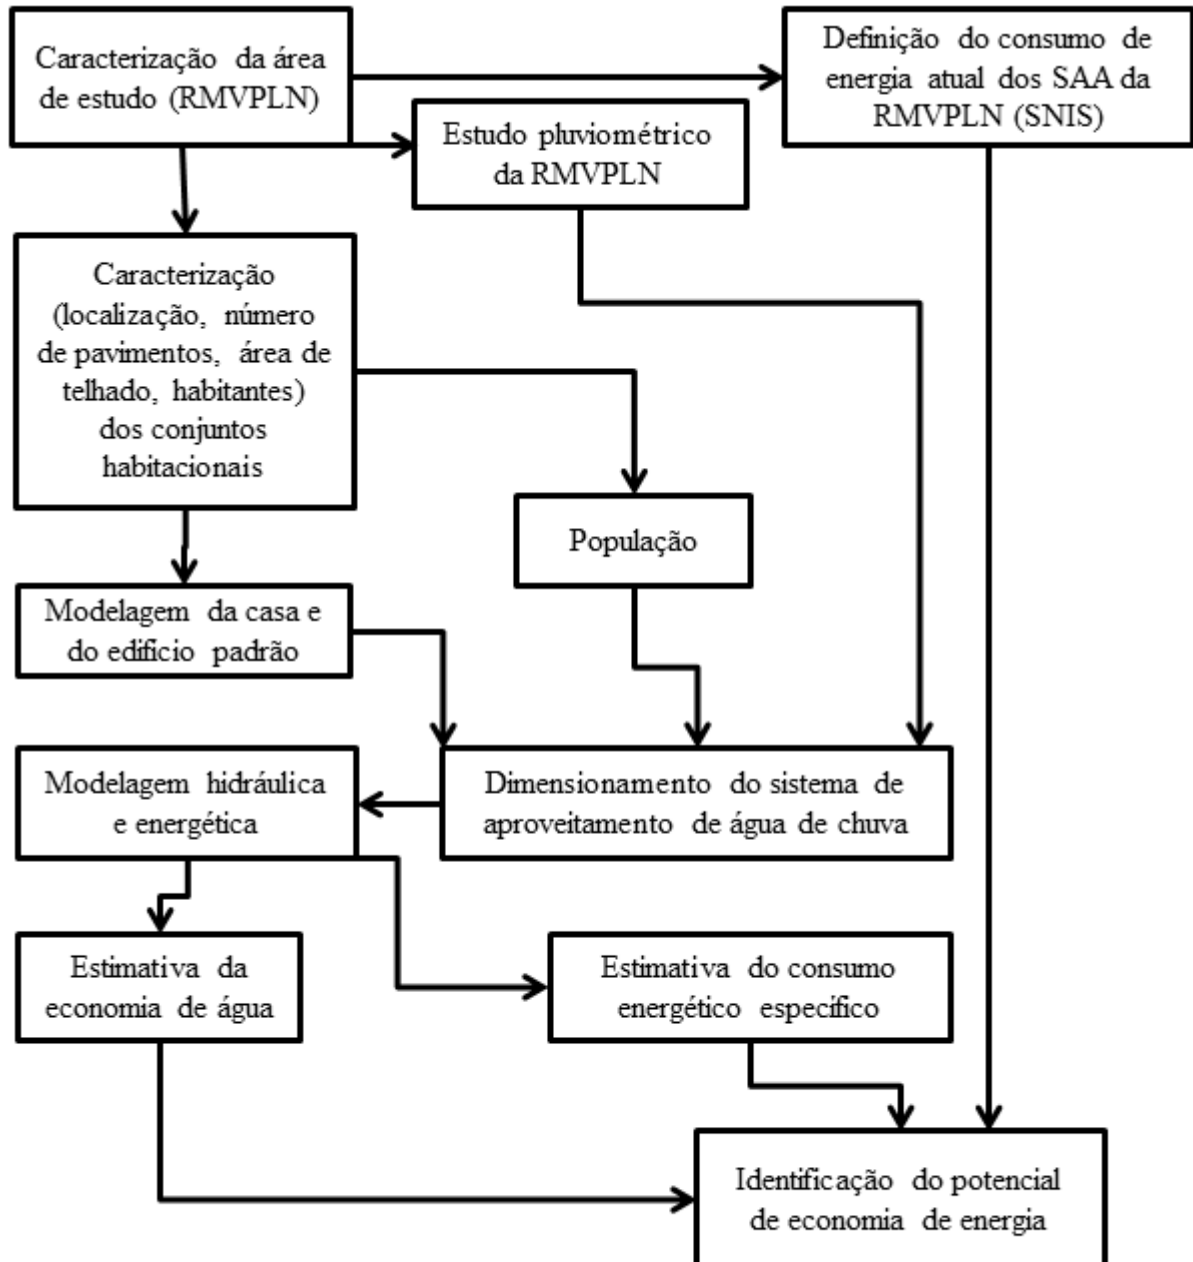 Caracterização da área
de estudo (RMVPLN)
Definição do consumo de
energia atual dos SAA da
RMVPLN (SNIS)
Estudo pluviométrico
da RMVPLN
Caracterização
(localização, número
de pavimentos, área de
telhado, habitantes)
dos conjuntos
habitacionais
População
Modelagem da casa e
do edifício padrão
Modelagem hidráulica
e energética
Dimensionamento do sistema de
aproveitamento de água de chuva
Estimativa da
economia de água
Estimativa do consumo
energético específico
Identificação do potencial
de economia de energia